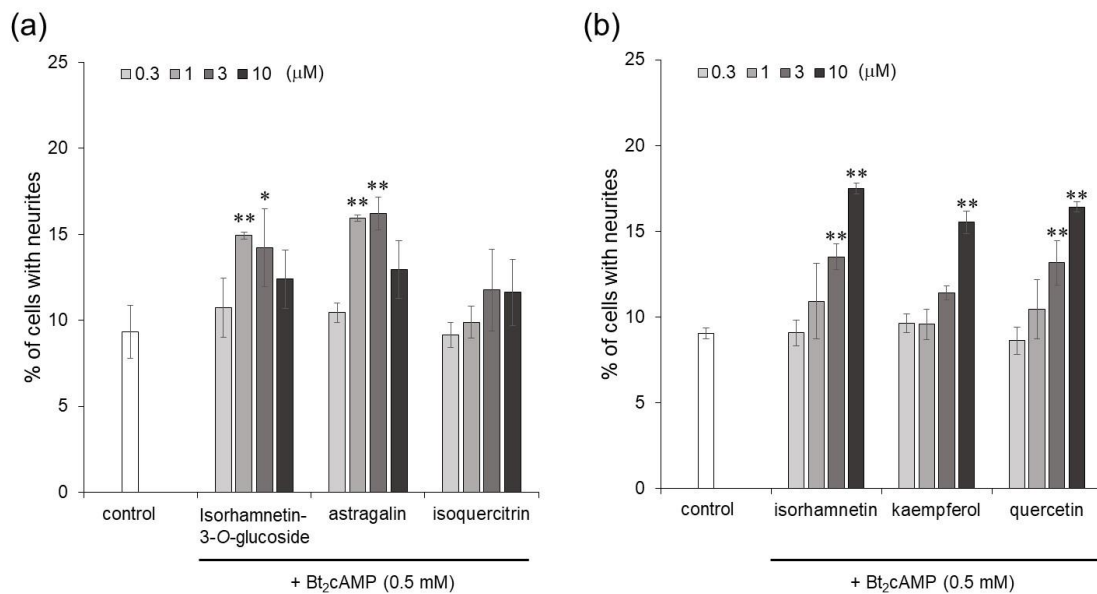 (a)
25
0.3 1 3 10 (μM)
20
15
10
5
0
% of cells with neurites
** *
** **
control
Isorhamnetin-
3-O-glucoside
astragalin
isoquercitrin
+ Bt₂cAMP (0.5 mM)
(b)
25
0.3 1 3 10 (μM)
20
15
10
5
0
% of cells with neurites
** **
**
** **
control
isorhamnetin
kaempferol
quercetin
+ Bt₂cAMP (0.5 mM)